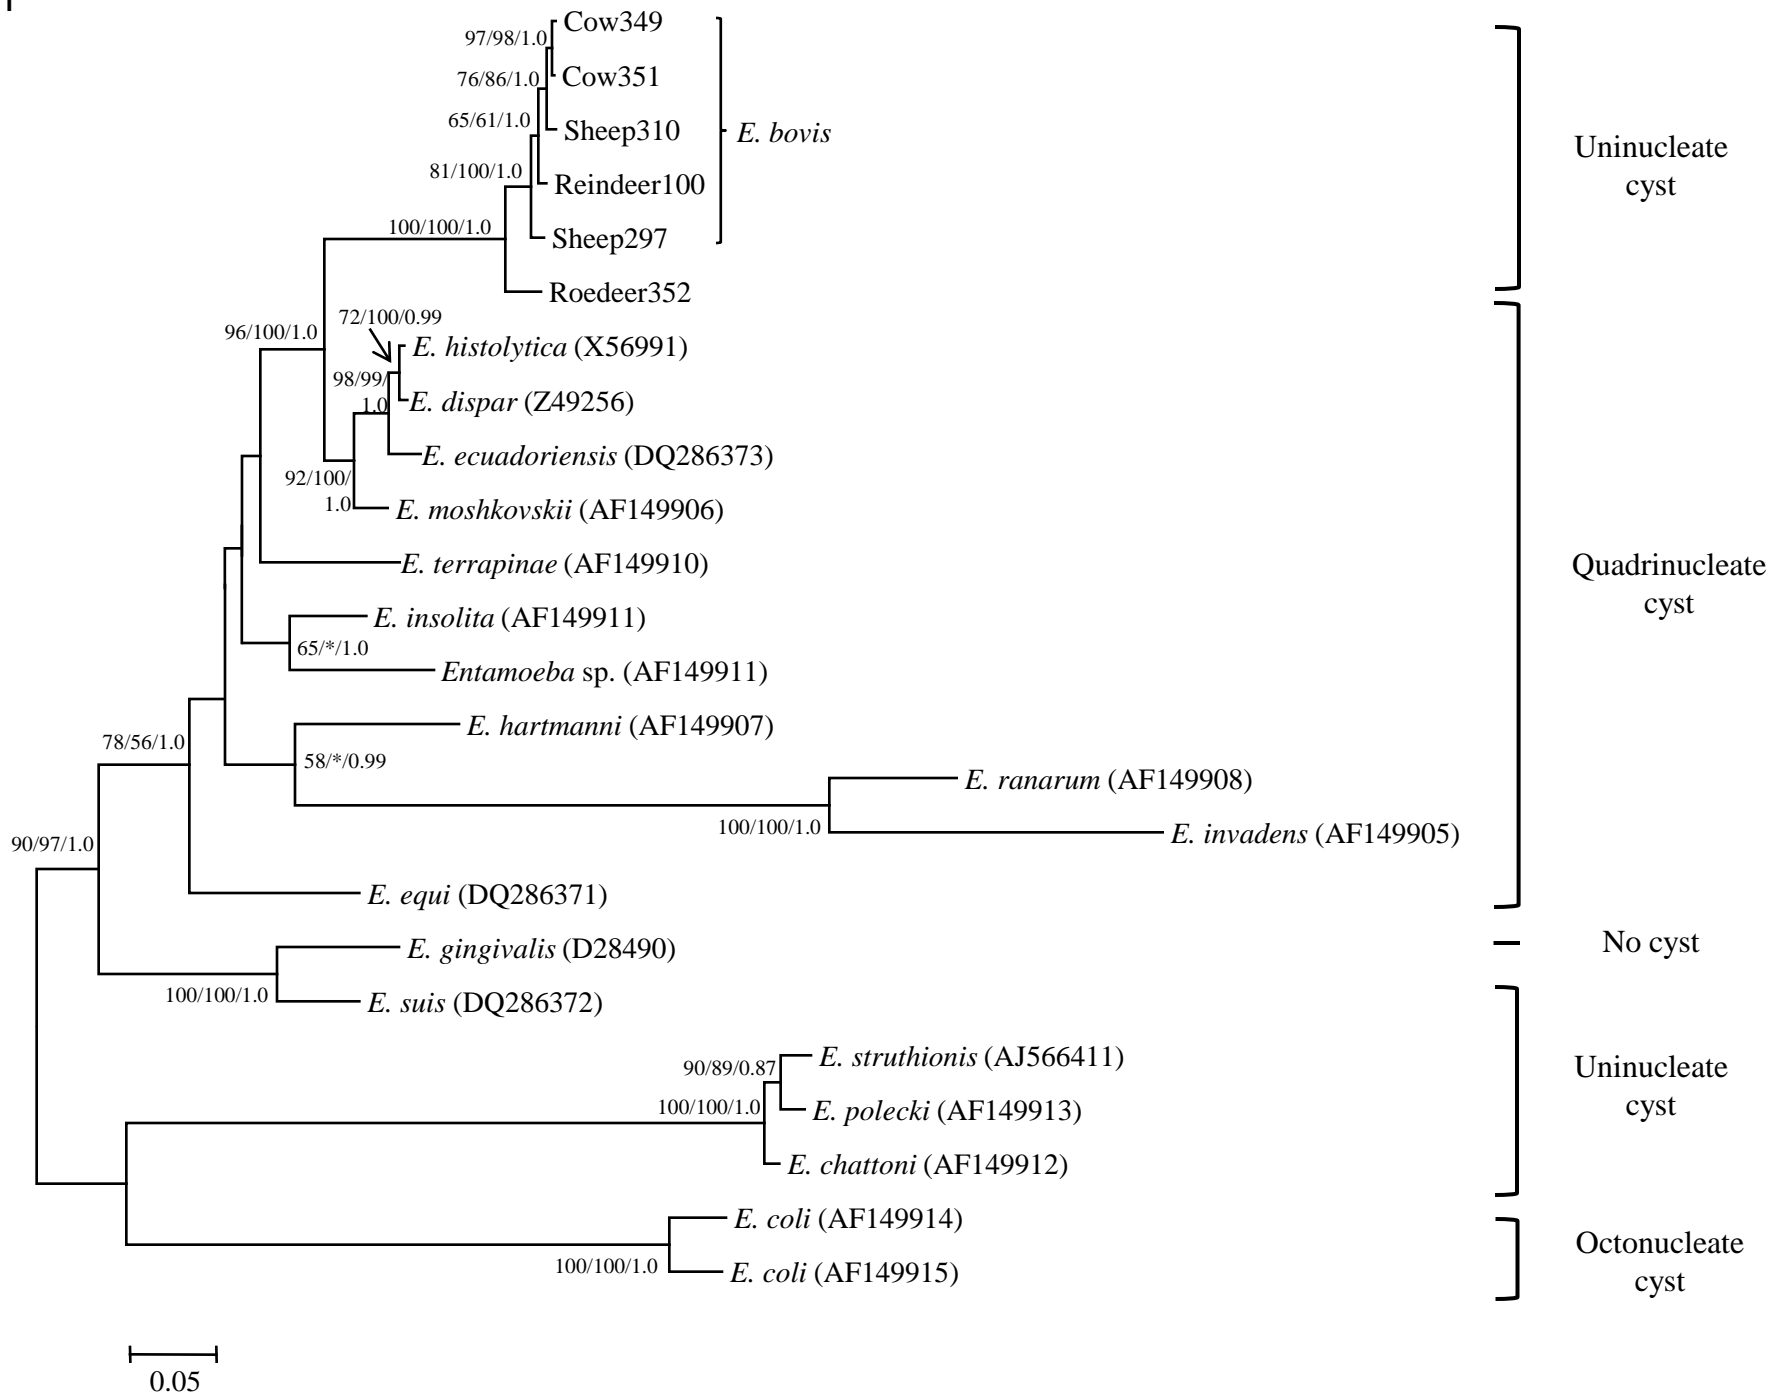 97/98/1.0
Cow349
76/86/1.0
Cow351
65/61/1.0
Sheep310
E. bovis
81/100/1.0
Reindeer100
100/100/1.0
Sheep297
Roedeer352
Uninucleate
cyst
96/100/1.0
72/100/0.99
E. histolytica (X56991)
98/99/
1.0
E. dispar (Z49256)
E. ecuadoriensis (DQ286373)
92/100/
1.0
E. moshkovskii (AF149906)
E. terrapinae (AF149910)
E. insolita (AF149911)
65/*/1.0
Entamoeba sp. (AF149911)
E. hartmanni (AF149907)
78/56/1.0
58/*/0.99
E. ranarum (AF149908)
100/100/1.0
E. invadens (AF149905)
90/97/1.0
E. equi (DQ286371)
Quadrinucleate
cyst
E. gingivalis (D28490)
No cyst
100/100/1.0
E. suis (DQ286372)
90/89/0.87
E. struthionis (AJ566411)
100/100/1.0
E. polecki (AF149913)
E. chattoni (AF149912)
Uninucleate
cyst
E. coli (AF149914)
100/100/1.0
E. coli (AF149915)
Octonucleate
cyst
0.05